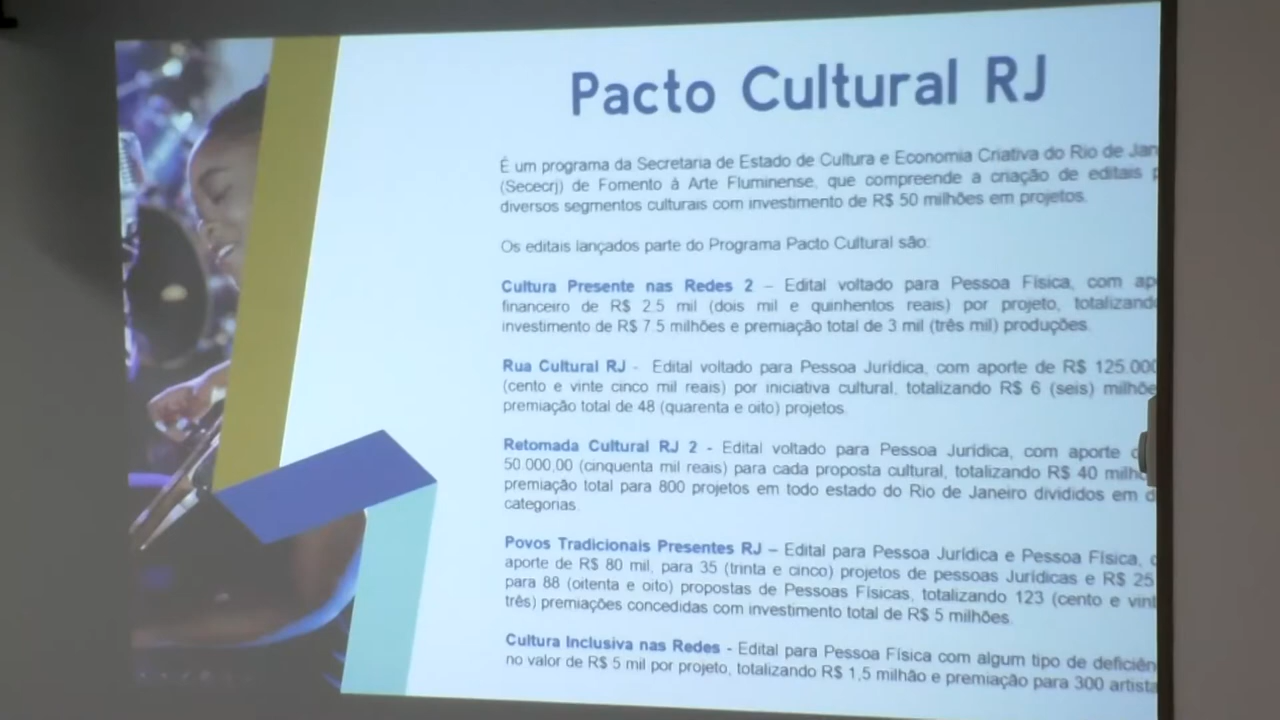 Pacto Cultural RJ
É um programa da Secretaria de Estado de Cultura e Economia Criativa do Rio de Jan
(Sececrj) de Fomento à Arte Fluminense, que compreende a criação de editais p
diversos segmentos culturais com investimento de R$ 50 milhões em projetos.
Os editais lançados parte do Programa Pacto Cultural são:
Cultura Presente nas Redes 2 – Edital voltado para Pessoa Física, com ap
financeiro de R$ 2.5 mil (dois mil e quinhentos reais) por projeto, totalizand
investimento de R$ 7.5 milhões e premiação total de 3 mil (três mil) produções.
Rua Cultural RJ - Edital voltado para Pessoa Jurídica, com aporte de R$ 125.000
(cento e vinte cinco mil reais) por iniciativa cultural, totalizando R$ 6 (seis) milhõe
premiação total de 48 (quarenta e oito) projetos.
Retomada Cultural RJ 2 - Edital voltado para Pessoa Jurídica, com aporte
50.000,00 (cinquenta mil reais) para cada proposta cultural, totalizando R$ 40 milh
premiação total para 800 projetos em todo estado do Rio de Janeiro divididos em d
categorias.
Povos Tradicionais Presentes RJ – Edital para Pessoa Jurídica e Pessoa Física,
aporte de R$ 80 mil, para 35 (trinta e cinco) projetos de pessoas Jurídicas e R$ 25
para 88 (oitenta e oito) propostas de Pessoas Físicas, totalizando 123 (cento e vint
três) premiações concedidas com investimento total de R$ 5 milhões.
Cultura Inclusiva nas Redes - Edital para Pessoa Física com algum tipo de deficiên
no valor de R$ 5 mil por projeto, totalizando R$ 1,5 milhão e premiação para 300 artista